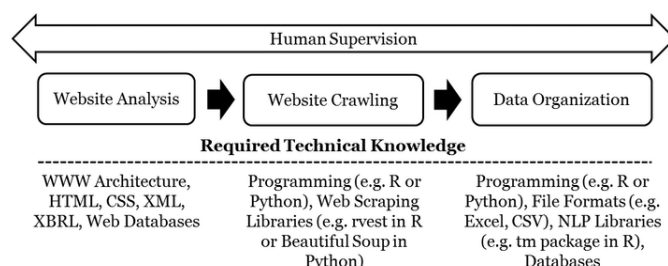 Human Supervision
Website Analysis
Website Crawling
Data Organization
Required Technical Knowledge
WWW Architecture,
HTML, CSS, XML,
XBRL, Web Databases
Programming (e.g. R or
Python), Web Scraping
Libraries (e.g. rvest in R
or Beautiful Soup in
Python)
Programming (e.g. R or
Python), File Formats (e.g.
Excel, CSV), NLP Libraries
(e.g. tm package in R),
Databases